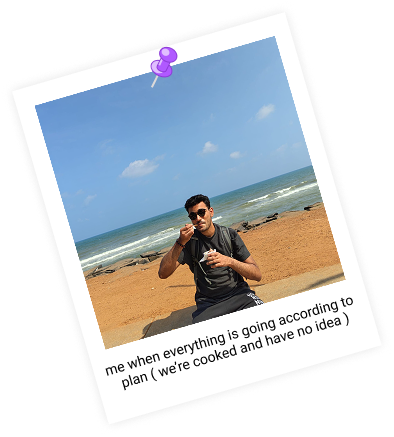 me when everything is going according to
plan ( we're cooked and have no idea )